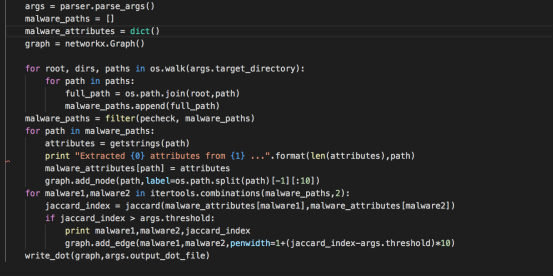 args = parser.parse_args()
malware_paths = []
malware_attributes = dict()
graph = networkx.Graph()

for root, dirs, paths in os.walk(args.target_directory):
    for path in paths:
        full_path = os.path.join(root,path)
        malware_paths.append(full_path)
malware_paths = filter(pecheck, malware_paths)
for path in malware_paths:
    attributes = getstrings(path)
    print "Extracted {0} attributes from {1} ...".format(len(attributes),path)
    malware_attributes[path] = attributes
    graph.add_node(path,label=os.path.split(path)[-1][:10])
for malware1,malware2 in itertools.combinations(malware_paths,2):
    jaccard_index = jaccard(malware_attributes[malware1],malware_attributes[malware2])
    if jaccard_index > args.threshold:
        print malware1,malware2,jaccard_index
        graph.add_edge(malware1,malware2,penwidth=1+(jaccard_index-args.threshold)*10)
write_dot(graph,args.output_dot_file)